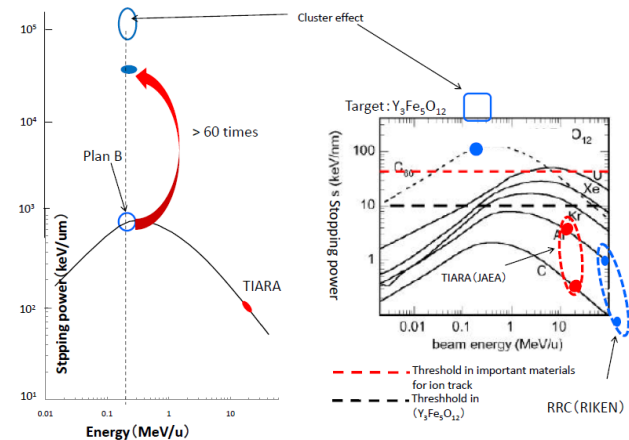 Cluster effect
10⁵
10⁴
10³
10²
10¹
Stpping power(keV/um)
> 60 times
Plan B
TIARA
0.01
0.1
1
10
Energy(MeV/u)
Target:Y₃Fe₅O₁₂
O₁₂
C₆₀
U
Xe
Kr
Ar
C
100
10
1
s Stopping power (keV/nm)
TIARA(JAEA)
0.01
0.1
1
10
beam energy (MeV/u)
Threshold in important materials
for ion track
Threshhold in
(Y₃Fe₅O₁₂)
RRC(RIKEN)